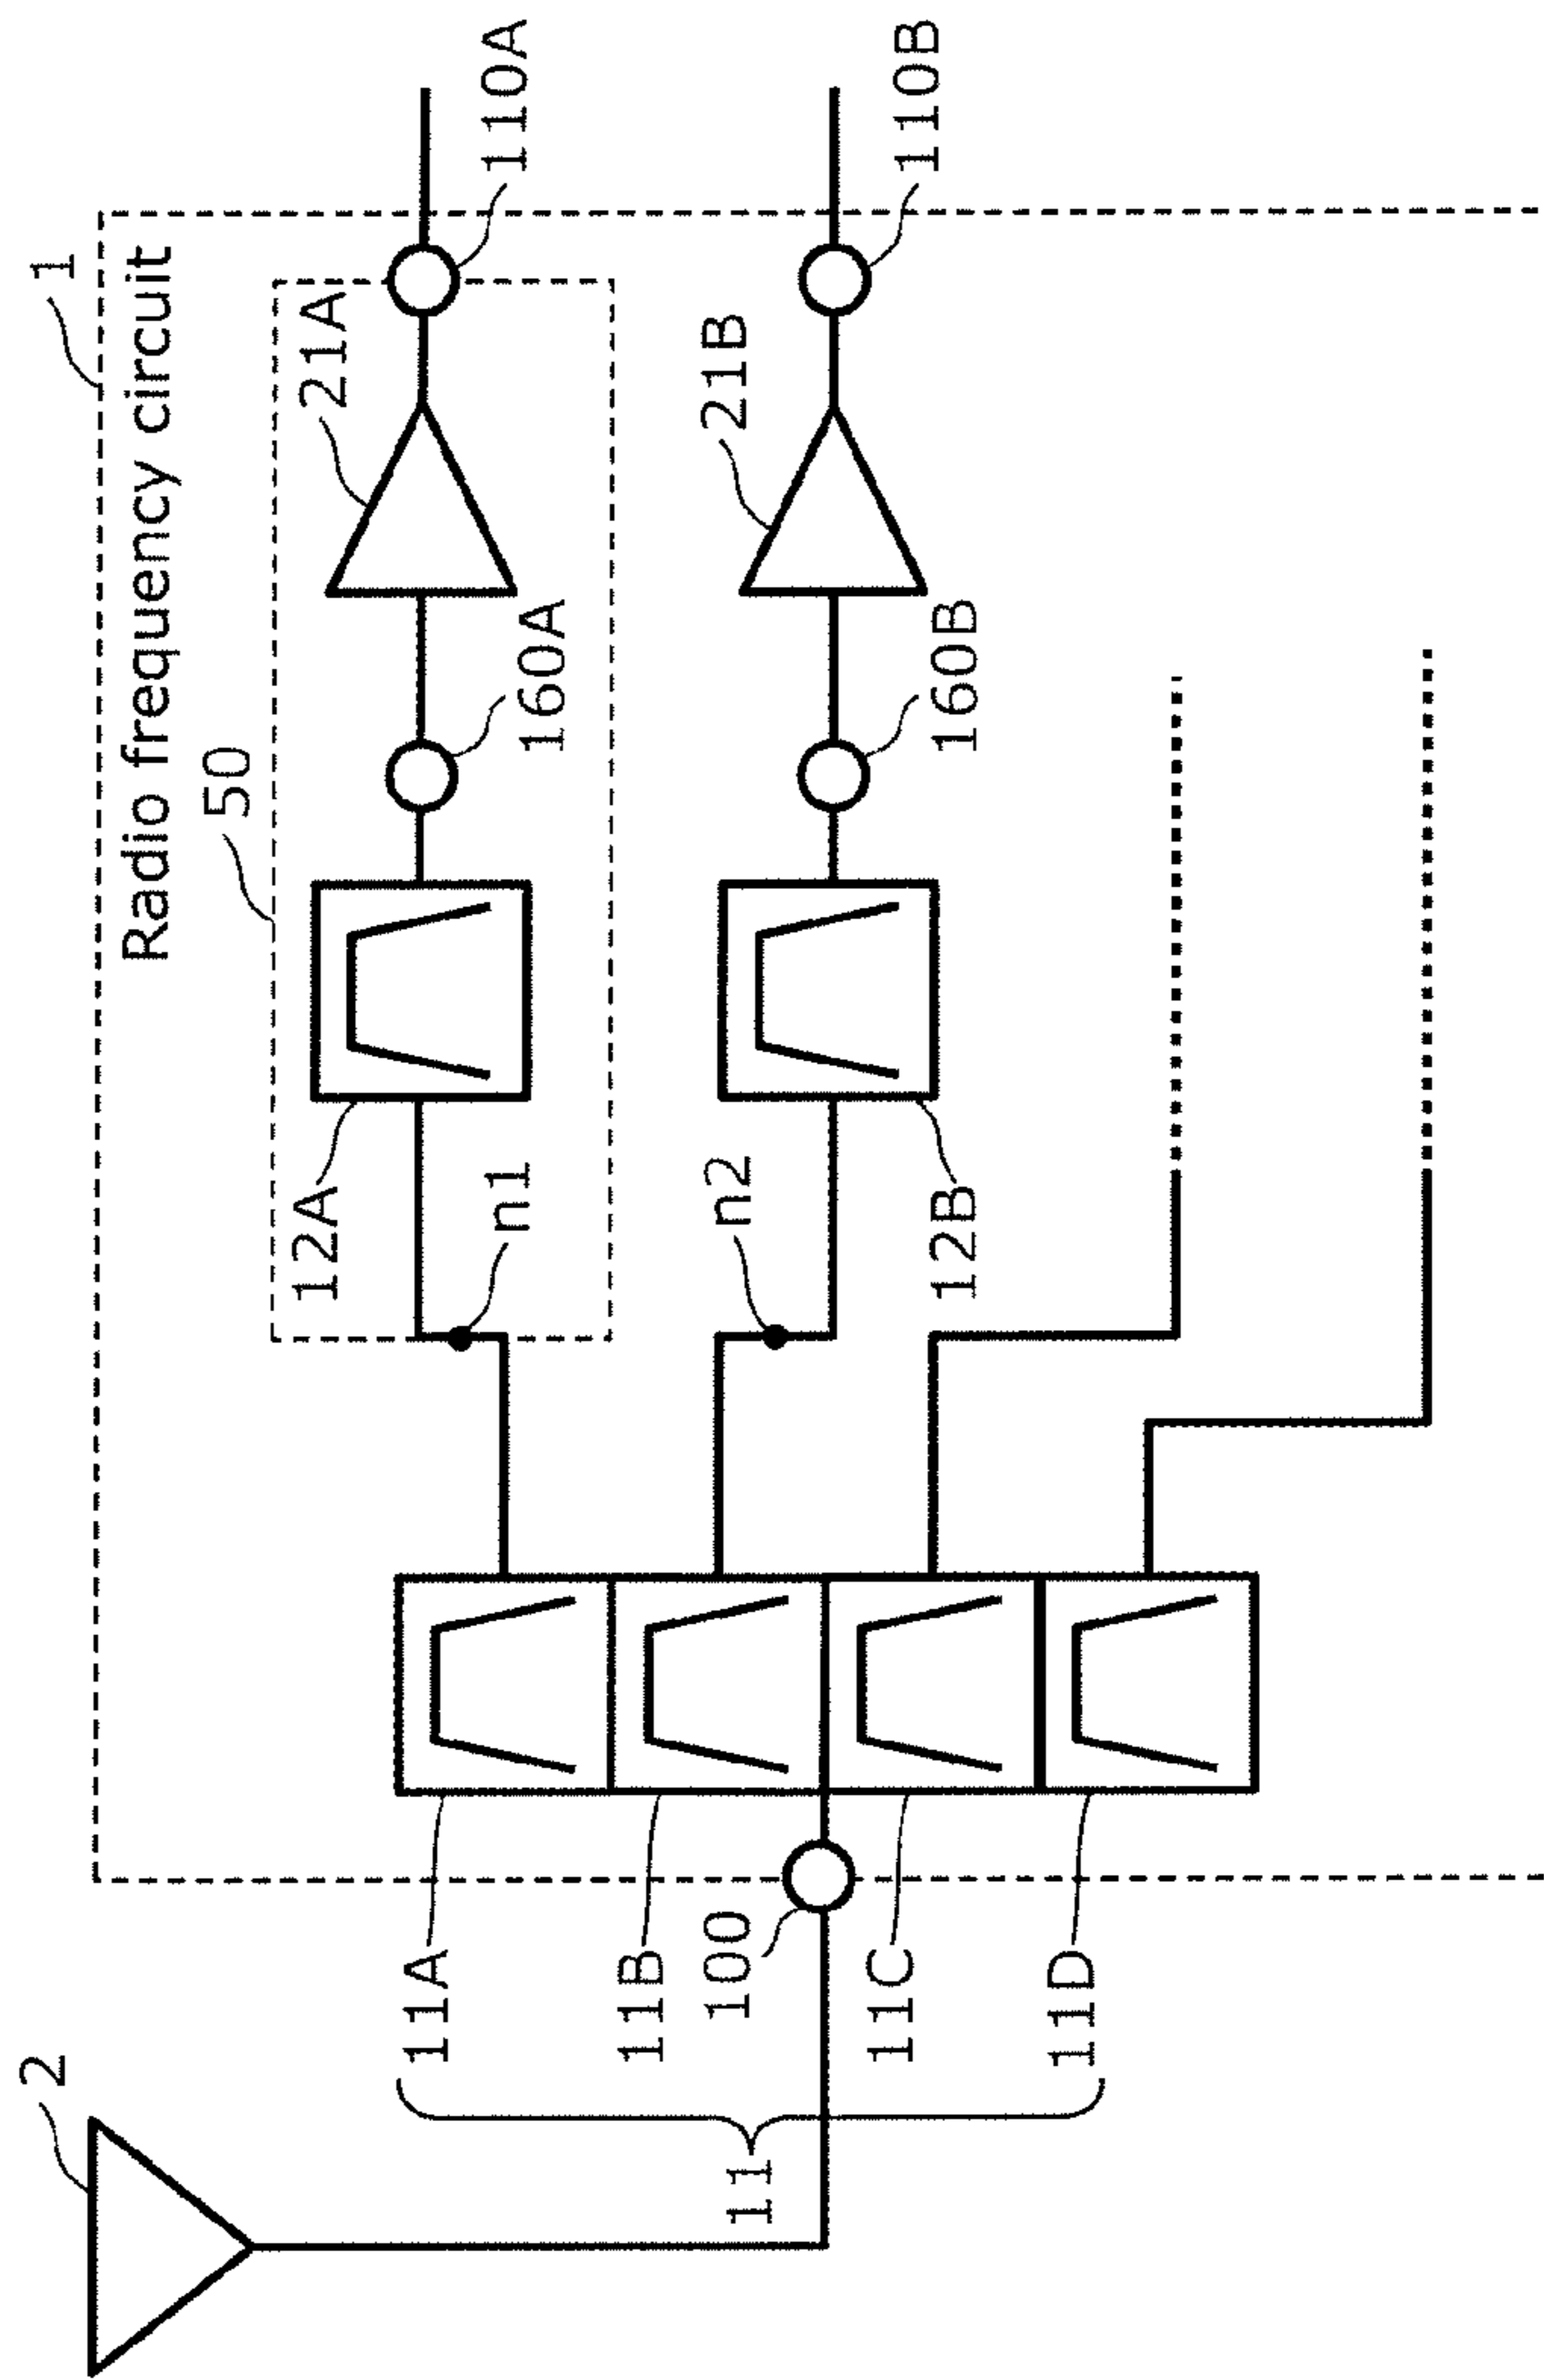 1
Radio frequency circuit
2
50
12A
21A
n1
160A
110A
11A
11B
11
100
11C
11D
n2
21B
12B
160B
110B